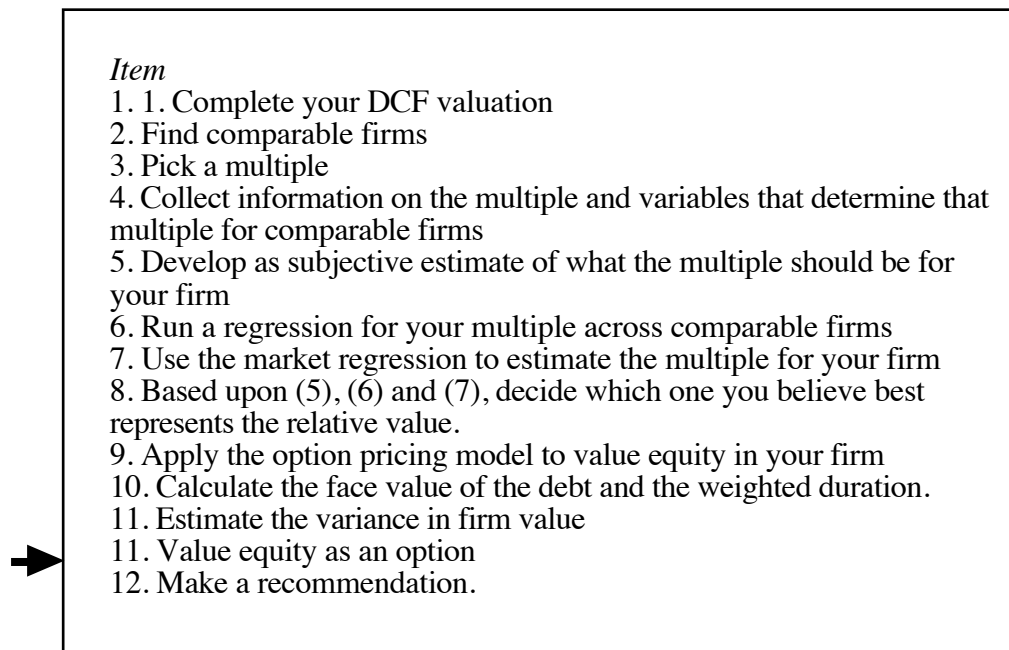 Item
1. 1. Complete your DCF valuation
2. Find comparable firms
3. Pick a multiple
4. Collect information on the multiple and variables that determine that
multiple for comparable firms
5. Develop as subjective estimate of what the multiple should be for
your firm
6. Run a regression for your multiple across comparable firms
7. Use the market regression to estimate the multiple for your firm
8. Based upon (5), (6) and (7), decide which one you believe best
represents the relative value.
9. Apply the option pricing model to value equity in your firm
10. Calculate the face value of the debt and the weighted duration.
11. Estimate the variance in firm value
11. Value equity as an option
12. Make a recommendation.